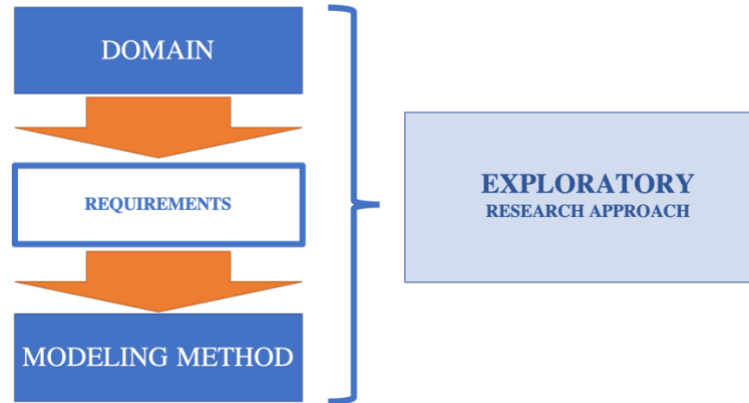 DOMAIN
REQUIREMENTS
MODELING METHOD
EXPLORATORY
RESEARCH APPROACH